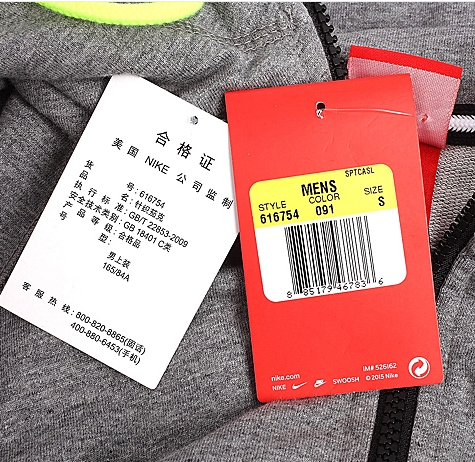 合格证
美国 NIKE 公司监制
货 号: 616754
品 名: 针织茄克
执行标准: GB/T 22853-2009
安全技术类别: GB 18401 C类
产品等级: 合格品
型:
男上装
165/84A
客服热线: 800-820-8865(固话)
400-880-6453(手机)
SPTCASL
MENS
STYLE COLOR SIZE
616754 091 S
8 85179 46783 6
nike.com
IM# 526162
NIKE SWOOSH © 2015 Nike